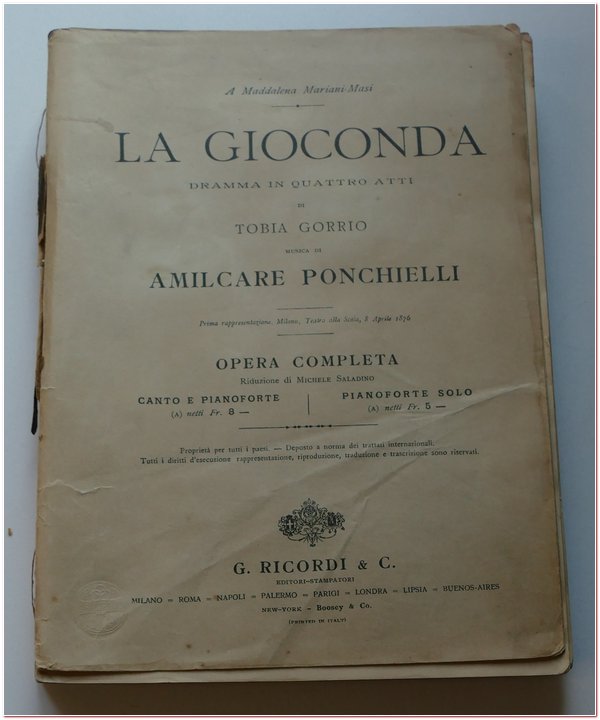 A Maddalena Mariani-Masi
LA GIOCONDA
DRAMMA IN QUATTRO ATTI
DI
TOBIA GORRIO
MUSICA DI
AMILCARE PONCHIELLI
Prima rappresentazione. Milano, Teatro alla Scala, 8 Aprile 1876
OPERA COMPLETA
Riduzione di MICHELE SALADINO
CANTO E PIANOFORTE
(A) netti Fr. 8 —
PIANOFORTE SOLO
(A) netti Fr. 5 —
Proprietà per tutti i paesi. — Deposto a norma dei trattati internazionali.
Tutti i diritti d'esecuzione rappresentazione, riproduzione, traduzione e trascrizione sono riservati.
G. RICORDI & C.
EDITORI-STAMPATORI
MILANO = ROMA = NAPOLI = PALERMO = PARIGI = LONDRA = LIPSIA = BUENOS-AIRES
NEW-YORK - Boosey & Co.
(PRINTED IN ITALY)